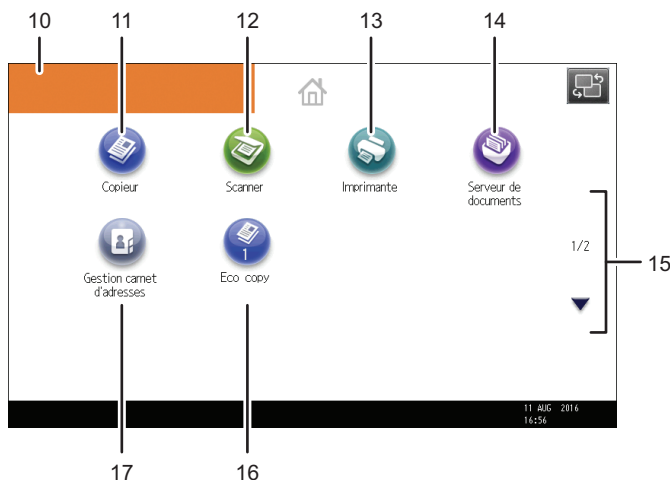 10 11 12 13 14
Copieur Scanner Imprimante Serveur de
documents
1/2
15
1
Gestion carnet Eco copy
d'adresses
11 AUG 2016
16:56
17 16